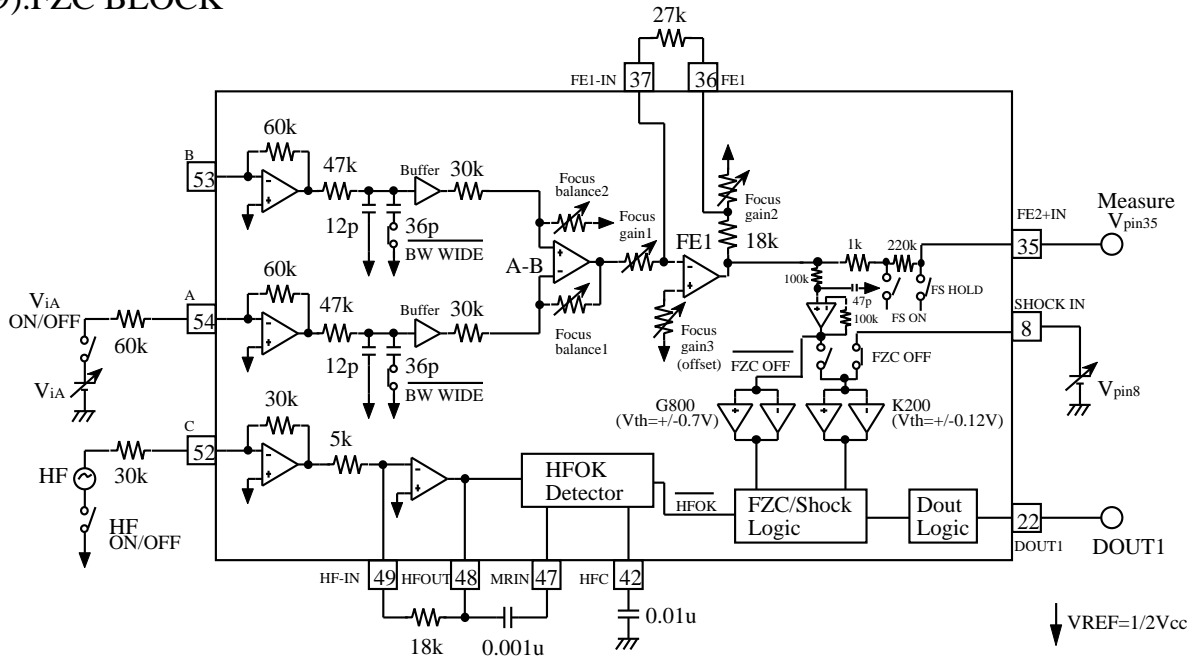 9).FZC BLOCK
27k
FE1-IN
37
36
FE1
60k
B
53
47k
Buffer
30k
12p
36p
BW WIDE
Focus
balance2
Focus
gain1
Focus
gain2
FE1
18k
A-B
Focus
balance1
Focus
gain3
(offset)
1k
220k
100k
47p
100k
FS ON
FS HOLD
FE2+IN
35
Measure
Vpin35
SHOCK IN
8
Vpin8
60k
A
54
47k
Buffer
30k
12p
36p
BW WIDE
ViA
ON/OFF
60k
ViA
FZC OFF
FZC OFF
G800
(Vth=+/-0.7V)
K200
(Vth=+/-0.12V)
30k
C
52
5k
30k
HF
HF
ON/OFF
HFOK
Detector
HFOK
FZC/Shock
Logic
Dout
Logic
22
DOUT1
DOUT1
HF-IN
49
HFOUT
48
MRIN
47
HFC
42
18k
0.001u
0.01u
VREF=1/2Vcc